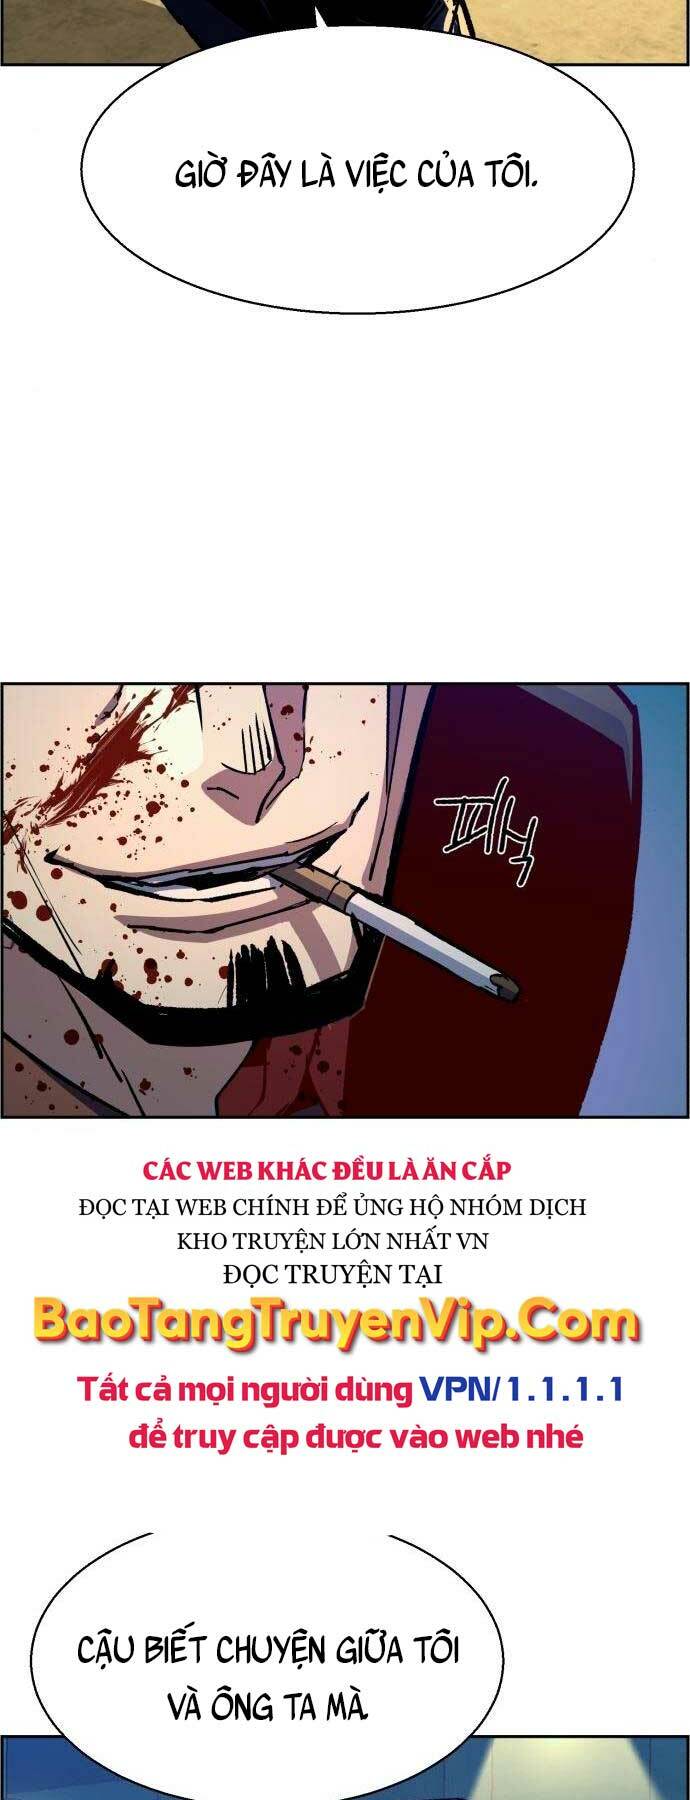 GIỜ ĐÂY LÀ VIỆC CỦA TÔI.
CÁC WEB KHÁC ĐỀU LÀ ĂN CẮP
ĐỌC TẠI WEB CHÍNH ĐỂ ỦNG HỘ NHÓM DỊCH
KHO TRUYỆN LỚN NHẤT VN
ĐỌC TRUYỆN TẠI
BaoTangTruyenVip.Com
Tất cả mọi người dùng VPN/1.1.1.1
để truy cập được vào web nhé
CẬU BIẾT CHUYỆN GIỮA TÔI
VÀ ÔNG TA MÀ.